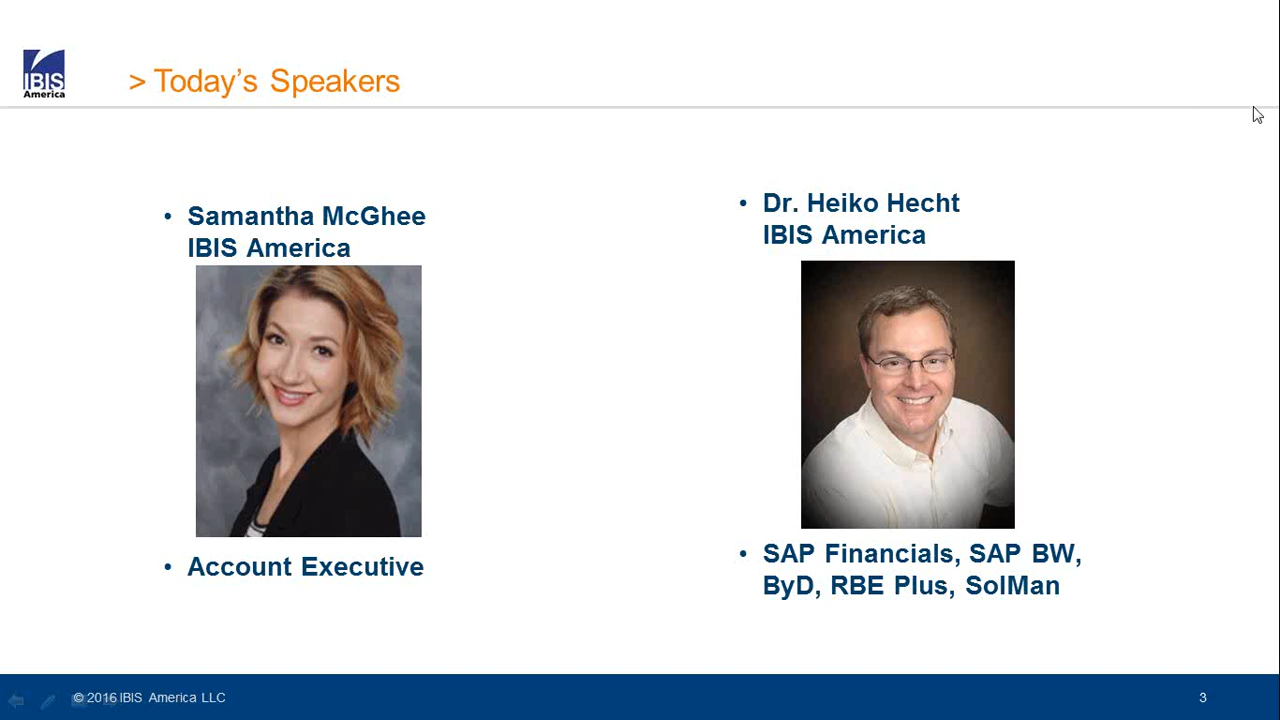 IBIS
America
> Today's Speakers
• Samantha McGhee
IBIS America
• Account Executive
• Dr. Heiko Hecht
IBIS America
• SAP Financials, SAP BW,
ByD, RBE Plus, SolMan
© 2016 IBIS America LLC
3